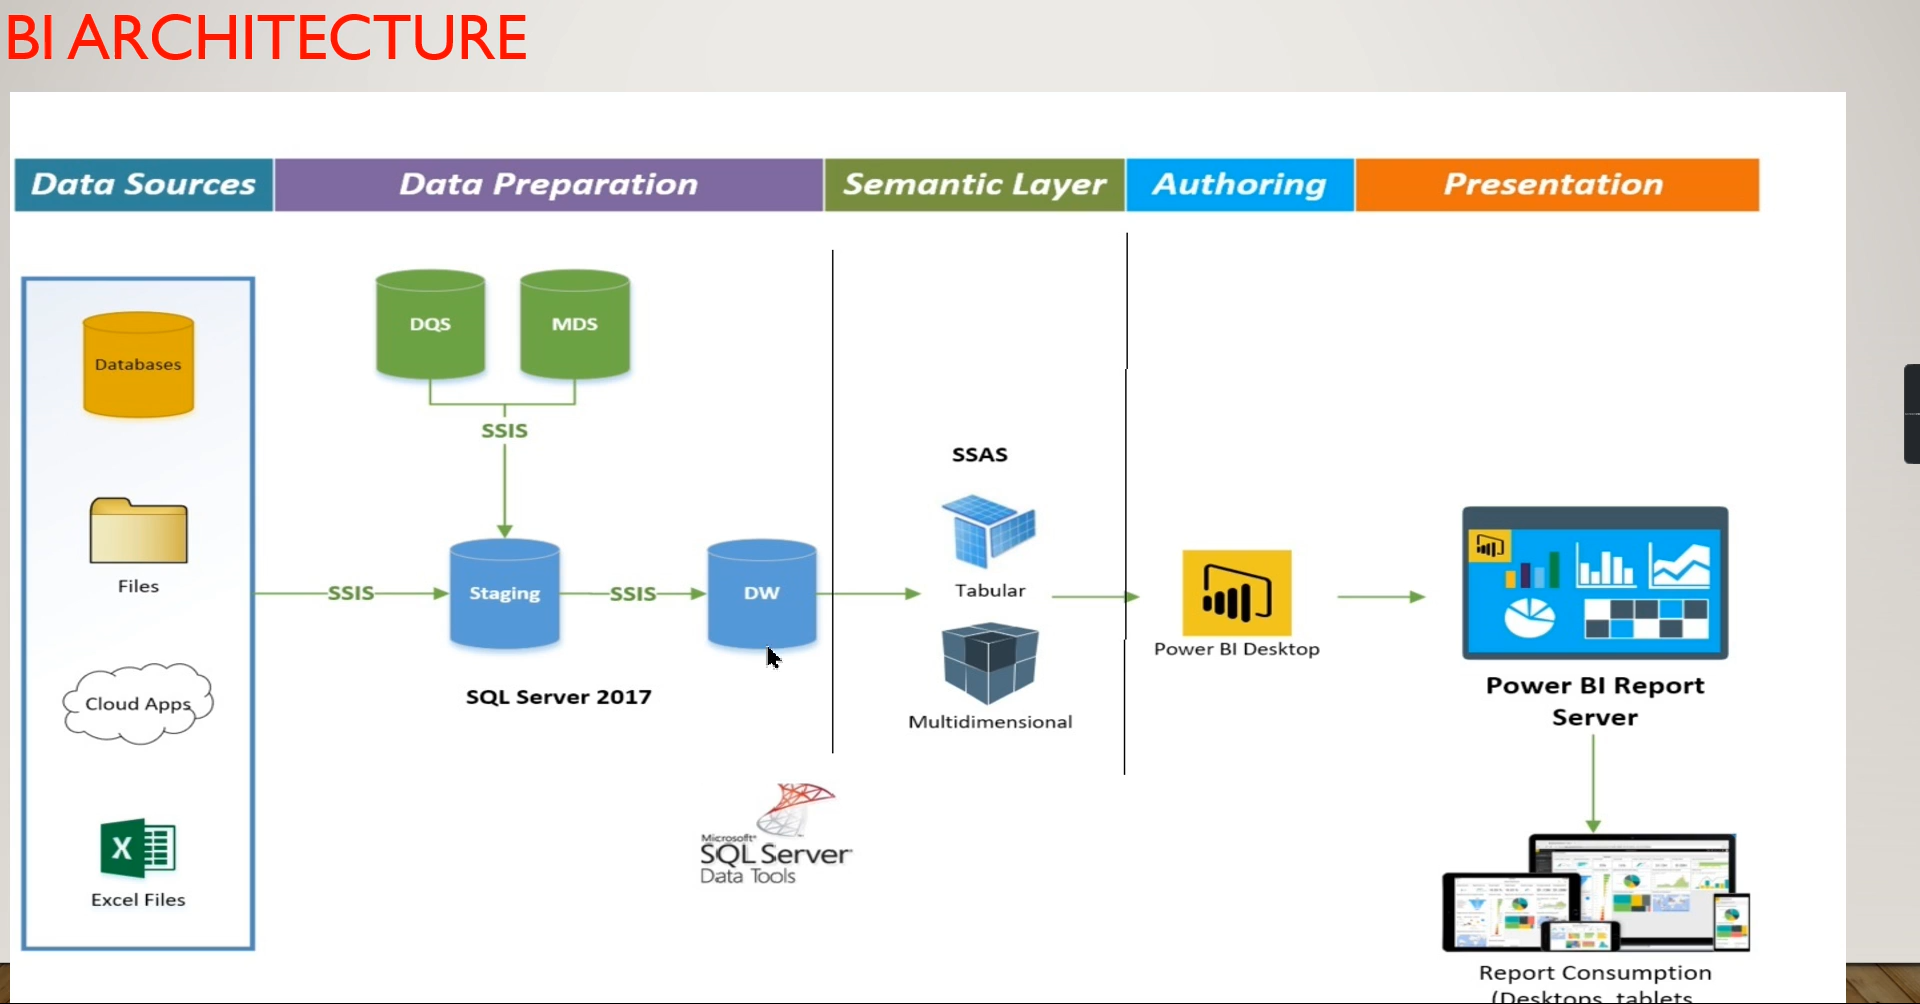 BI ARCHITECTURE
Data Sources
Data Preparation
Semantic Layer
Authoring
Presentation
Databases
Files
Cloud Apps
Excel Files
DQS
MDS
SSIS
SSIS
Staging
SSIS
DW
SQL Server 2017
Microsoft
SQL Server
Data Tools
SSAS
Tabular
Multidimensional
Power BI Desktop
Power BI Report
Server
Report Consumption
(Desktops, tablets